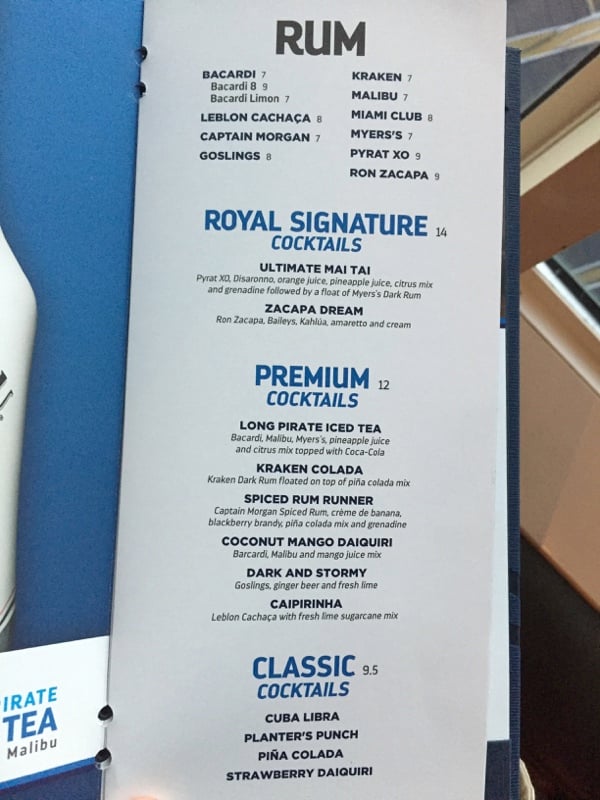 RUM
BACARDI 7
Bacardi 8 9
Bacardi Limon 7
LEBLON CACHAÇA 8
CAPTAIN MORGAN 7
GOSLINGS 8
KRAKEN 7
MALIBU 7
MIAMI CLUB 8
MYERS'S 7
PYRAT XO 9
RON ZACAPA 9
ROYAL SIGNATURE 14
COCKTAILS
ULTIMATE MAI TAI
Pyrat XO, Disaronno, orange juice, pineapple juice, citrus mix
and grenadine followed by a float of Myers's Dark Rum
ZACAPA DREAM
Ron Zacapa, Baileys, Kahlúa, amaretto and cream
PREMIUM 12
COCKTAILS
LONG PIRATE ICED TEA
Bacardi, Malibu, Myers's, pineapple juice
and citrus mix topped with Coca-Cola
KRAKEN COLADA
Kraken Dark Rum floated on top of piña colada mix
SPICED RUM RUNNER
Captain Morgan Spiced Rum, crème de banana,
blackberry brandy, piña colada mix and grenadine
COCONUT MANGO DAIQUIRI
Barcardi, Malibu and mango juice mix
DARK AND STORMY
Goslings, ginger beer and fresh lime
CAIPIRINHA
Leblon Cachaça with fresh lime sugarcane mix
CLASSIC 9.5
COCKTAILS
CUBA LIBRA
PLANTER'S PUNCH
PIÑA COLADA
STRAWBERRY DAIQUIRI
IRATE
TEA
Malibu